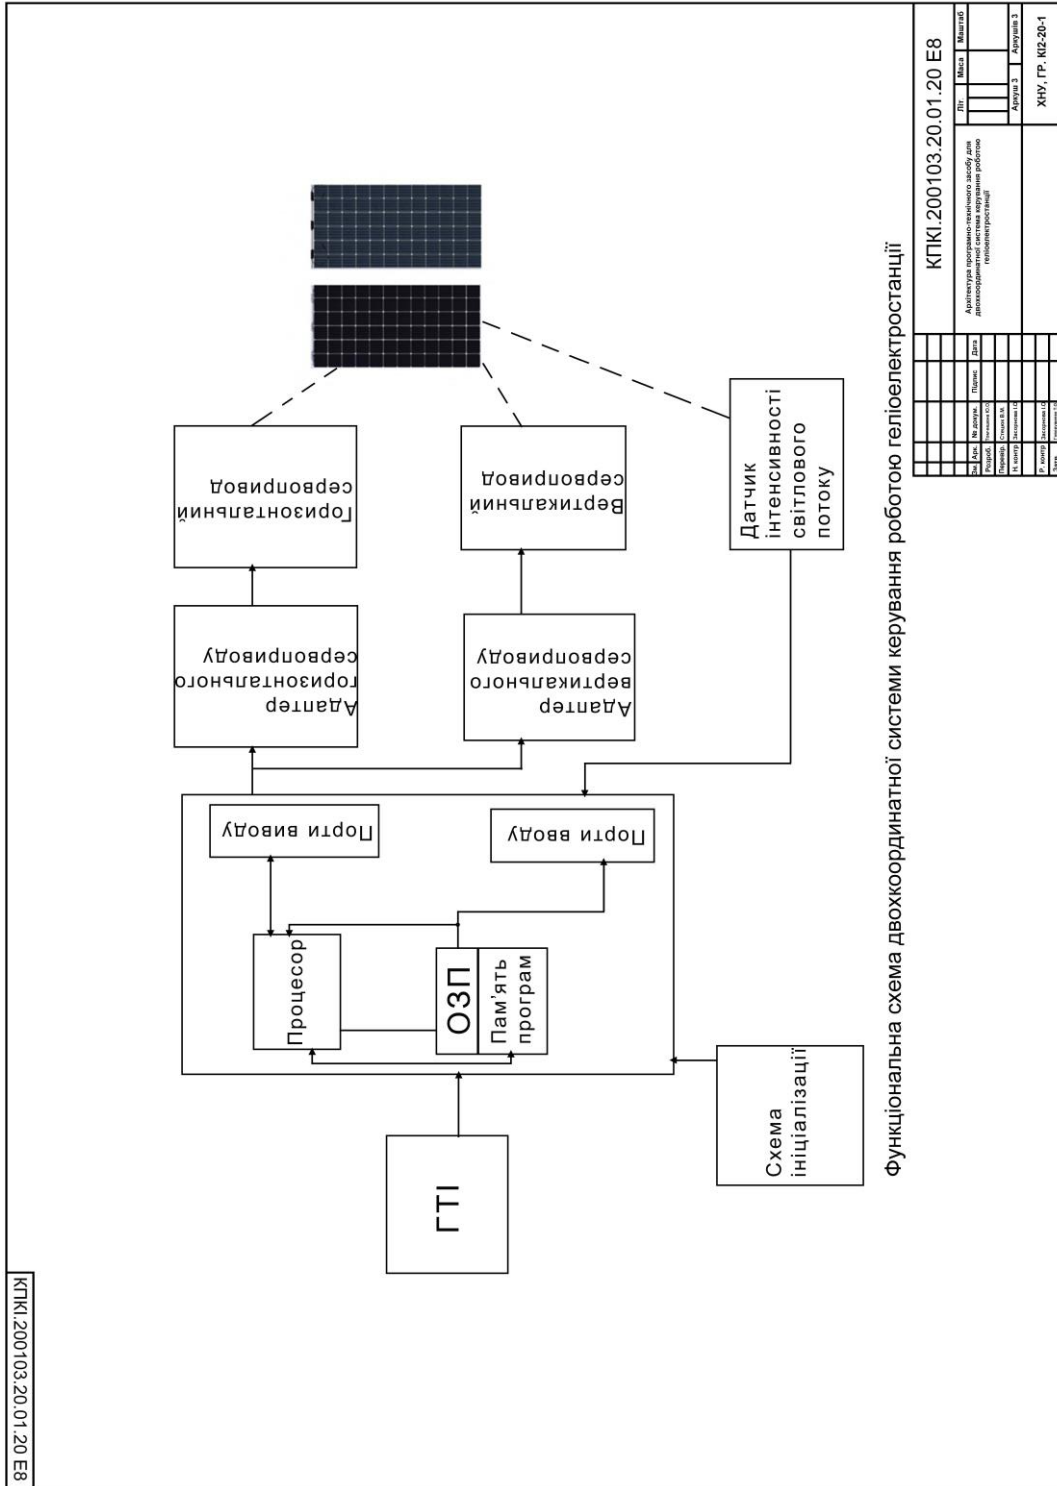 КПКІ.200103.20.01.20 Е8
ГТІ
Схема
ініціалізації
Процесор
ОЗП
Пам'ять
програм
Порти виводу
Порти вводу
Адаптер
горизонтального
сервоприводу
Адаптер
вертикального
сервоприводу
Горизонтальний
сервопривод
Вертикальний
сервопривод
Датчик
інтенсивності
світлового
потоку
Функціональна схема двохкоординатної системи керування роботою геліоелектростанції
КПКІ.200103.20.01.20 Е8
Зм. Арк. № докум. Підпис Дата
Розроб.
Перевір.
Н. контр
Р. контр
Затв.
Архітектура програмно-технічного засобу для
двохкоординатної система керування роботою
геліоелектростанції
Літ. Маса Маштаб
Аркуш 3 Аркушів 3
ХНУ, ГР. КІ2-20-1